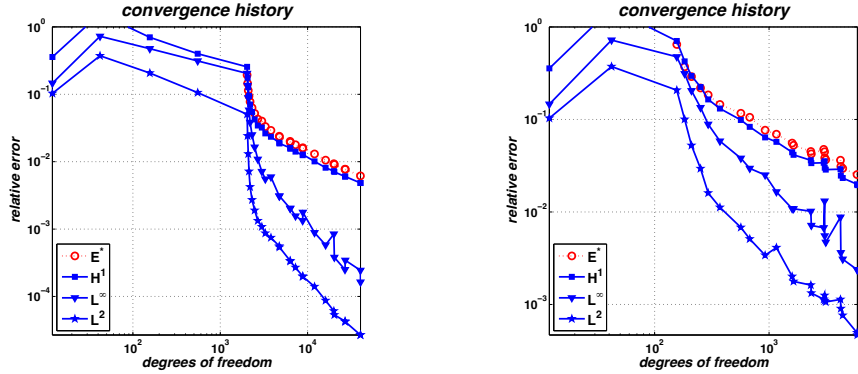 convergence history
relative error
10^0
10^-1
10^-2
10^-3
10^-4
E^*
H^1
L^∞
L^2
10^2
10^3
10^4
degrees of freedom
convergence history
relative error
10^0
10^-1
10^-2
10^-3
E^*
H^1
L^∞
L^2
10^2
10^3
degrees of freedom